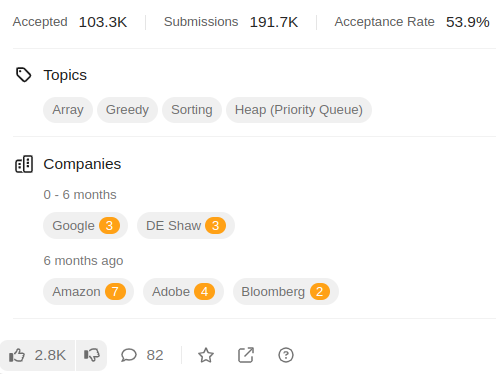 Accepted 103.3K Submissions 191.7K Acceptance Rate 53.9%
Topics
Array Greedy Sorting Heap (Priority Queue)
Companies
0 - 6 months
Google 3 DE Shaw 3
6 months ago
Amazon 7 Adobe 4 Bloomberg 2
2.8K 82